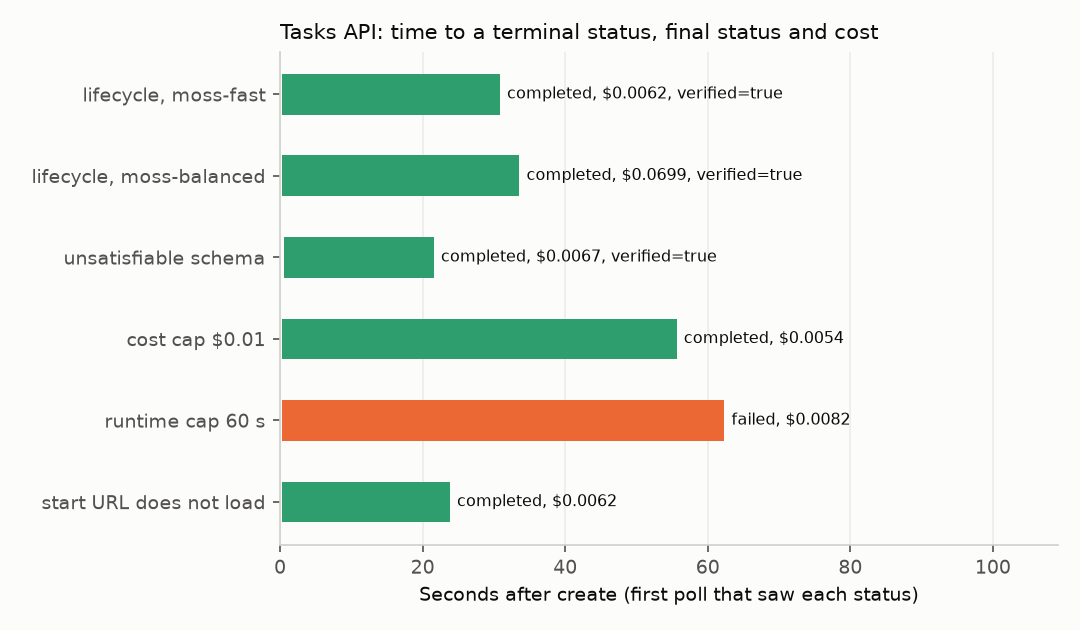 Tasks API: time to a terminal status, final status and cost
lifecycle, moss-fast
completed, $0.0062, verified=true
lifecycle, moss-balanced
completed, $0.0699, verified=true
unsatisfiable schema
completed, $0.0067, verified=true
cost cap $0.01
completed, $0.0054
runtime cap 60 s
failed, $0.0082
start URL does not load
completed, $0.0062
0 20 40 60 80 100
Seconds after create (first poll that saw each status)